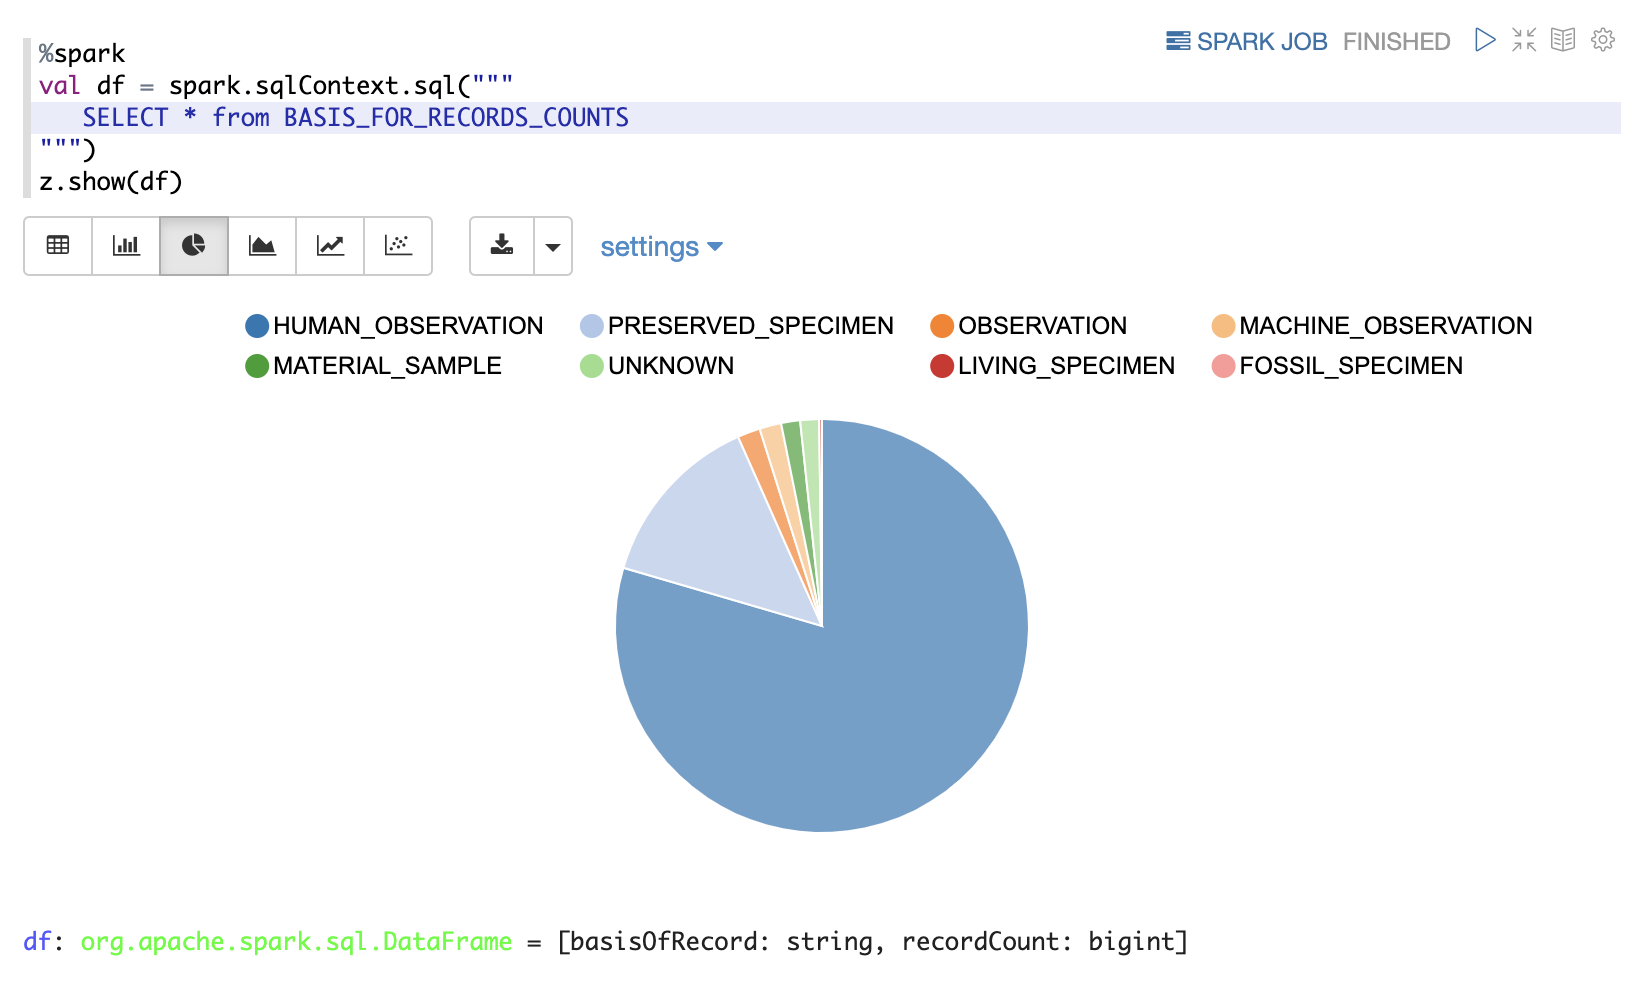 %spark
SPARK JOB FINISHED
val df = spark.sqlContext.sql("""
SELECT * from BASIS_FOR_RECORDS_COUNTS
""")
z.show(df)
settings
HUMAN_OBSERVATION PRESERVED_SPECIMEN OBSERVATION MACHINE_OBSERVATION
MATERIAL_SAMPLE UNKNOWN LIVING_SPECIMEN FOSSIL_SPECIMEN
df: org.apache.spark.sql.DataFrame = [basisOfRecord: string, recordCount: bigint]